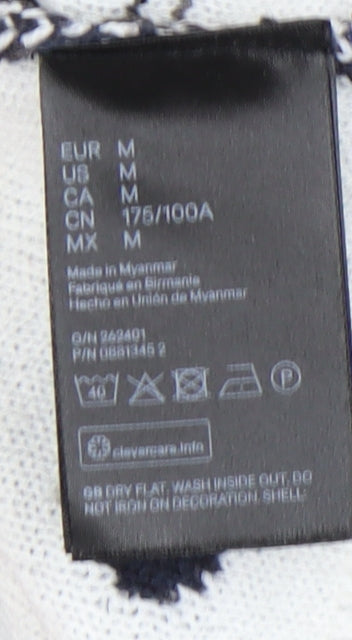 EUR M
US M
CA M
CN 175/100A
MX M
Made in Myanmar
Fabriqué en Birmanie
Hecho en Unión de Myanmar
O/N 262401
P/N 0881345 2
40 P
clevercare.info
GB DRY FLAT. WASH INSIDE OUT. DO
NOT IRON ON DECORATION. SHELL: